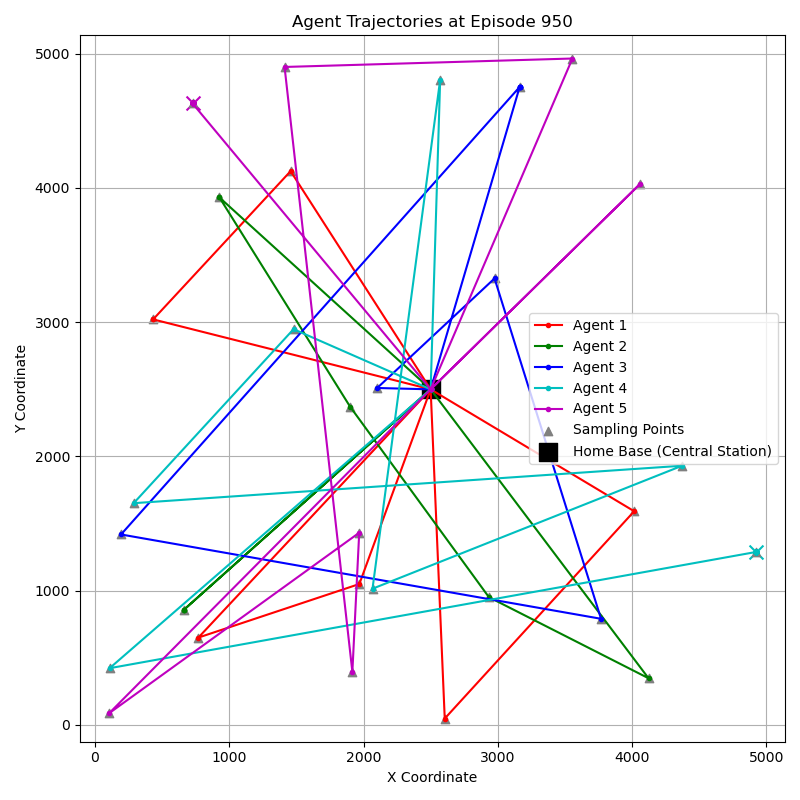 Agent Trajectories at Episode 950
Y Coordinate
5000
4000
3000
2000
1000
0
Agent 1
Agent 2
Agent 3
Agent 4
Agent 5
Sampling Points
Home Base (Central Station)
0 1000 2000 3000 4000 5000
X Coordinate